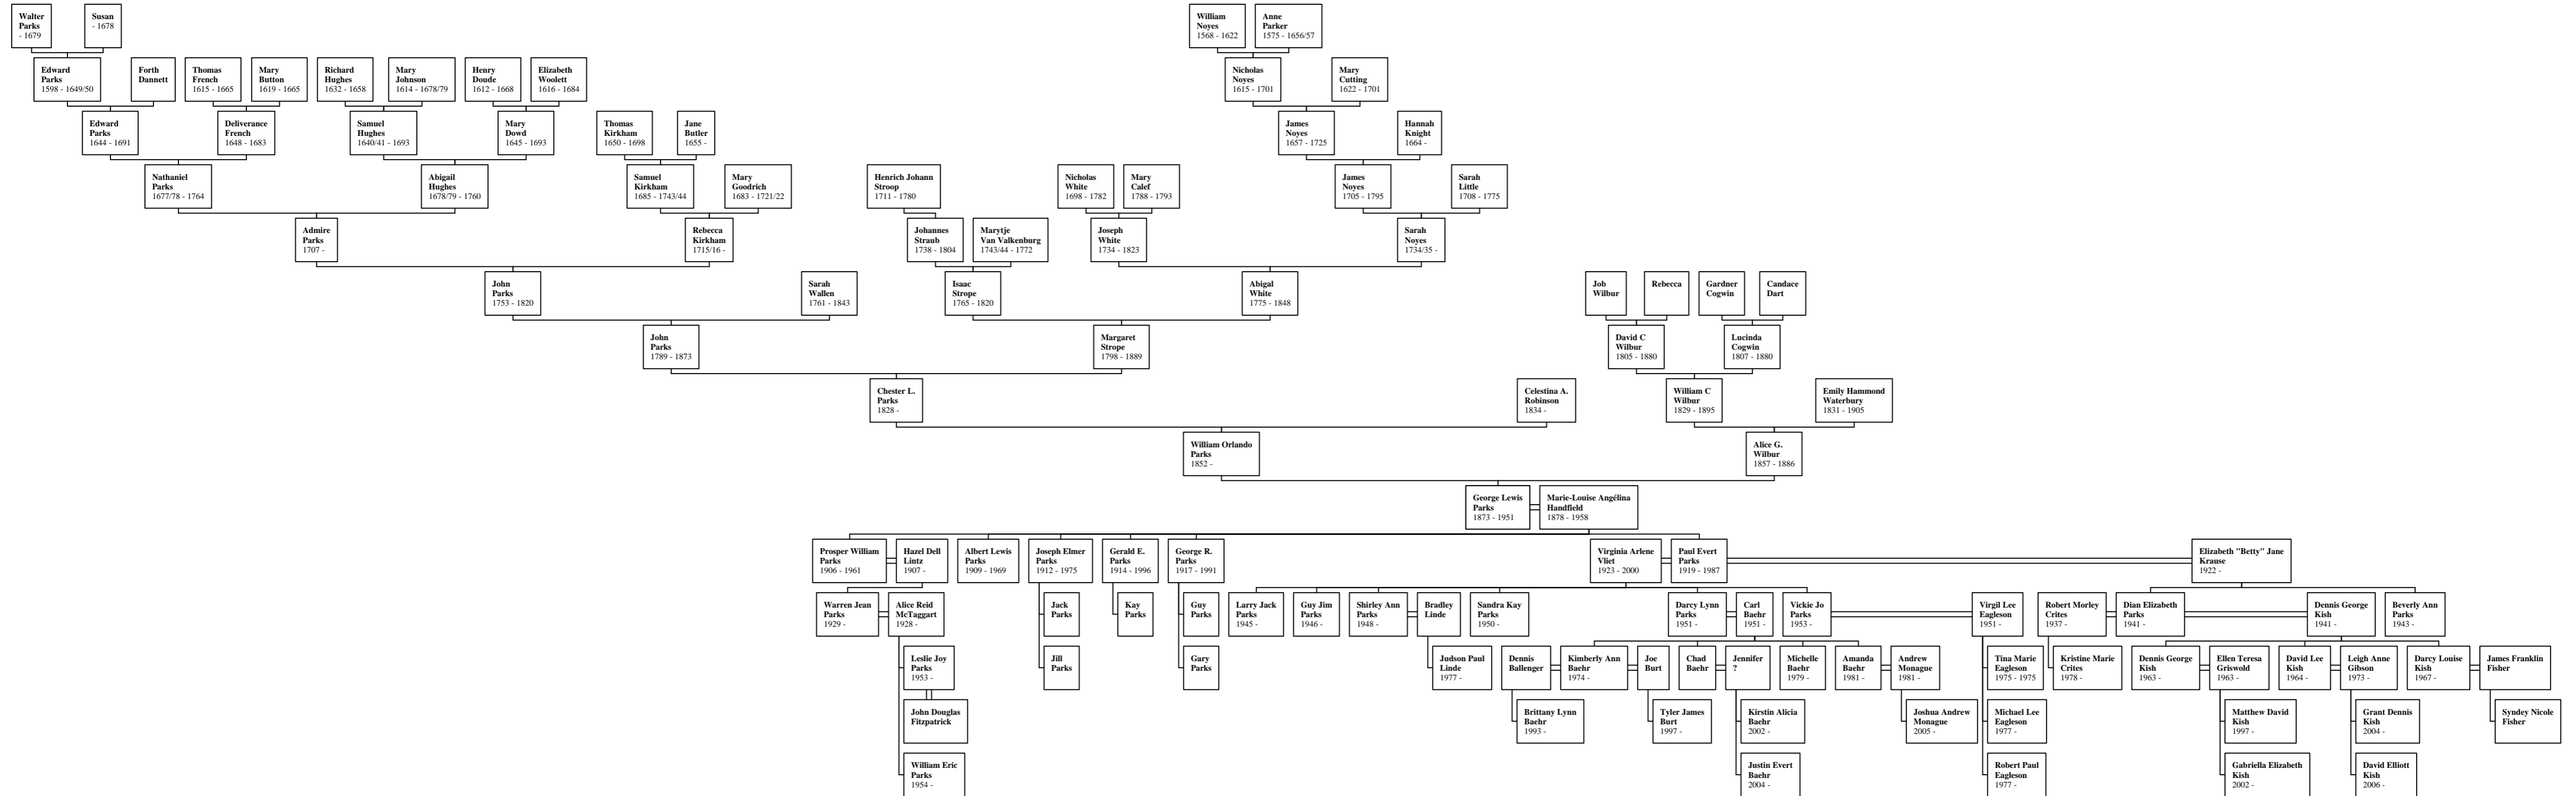 Walter
Parks
- 1679
Susan
- 1678
William
Noyes
1568 - 1622
Anne
Parker
1575 - 1656/57
Edward
Parks
1598 - 1649/50
Forth
Dannett
Thomas
French
1615 - 1665
Mary
Button
1619 - 1665
Richard
Hughes
1632 - 1658
Mary
Johnson
1614 - 1678/79
Henry
Doude
1612 - 1668
Elizabeth
Woolett
1616 - 1684
Nicholas
Noyes
1615 - 1701
Mary
Cutting
1622 - 1701
Edward
Parks
1644 - 1691
Deliverance
French
1648 - 1683
Samuel
Hughes
1640/41 - 1693
Mary
Dowd
1645 - 1693
Thomas
Kirkham
1650 - 1698
Jane
Butler
1655 -
James
Noyes
1657 - 1725
Hannah
Knight
1664 -
Nathaniel
Parks
1677/78 - 1764
Abigail
Hughes
1678/79 - 1760
Samuel
Kirkham
1685 - 1743/44
Mary
Goodrich
1683 - 1721/22
Henrich Johann
Stroop
1711 - 1780
Nicholas
White
1698 - 1782
Mary
Calef
1788 - 1793
James
Noyes
1705 - 1795
Sarah
Little
1708 - 1775
Admire
Parks
1707 -
Rebecca
Kirkham
1715/16 -
Johannes
Straub
1738 - 1804
Marytje
Van Valkenburg
1743/44 - 1772
Joseph
White
1734 - 1823
Sarah
Noyes
1734/35 -
John
Parks
1753 - 1820
Sarah
Wallen
1761 - 1843
Isaac
Strope
1765 - 1820
Abigal
White
1775 - 1848
Job
Wilbur
Rebecca
Gardner
Cogwin
Candace
Dart
John
Parks
1789 - 1873
Margaret
Strope
1798 - 1889
David C
Wilbur
1805 - 1880
Lucinda
Cogwin
1807 - 1880
Chester L.
Parks
1828 -
Celestina A.
Robinson
1834 -
William C
Wilbur
1829 - 1895
Emily Hammond
Waterbury
1831 - 1905
William Orlando
Parks
1852 -
Alice G.
Wilbur
1857 - 1886
George Lewis
Parks
1873 - 1951
Marie-Louise Angélina
Handfield
1878 - 1958
Prosper William
Parks
1906 - 1961
Hazel Dell
Lintz
1907 -
Albert Lewis
Parks
1909 - 1969
Joseph Elmer
Parks
1912 - 1975
Gerald E.
Parks
1914 - 1996
George R.
Parks
1917 - 1991
Virginia Arlene
Vliet
1923 - 2000
Paul Evert
Parks
1919 - 1987
Elizabeth "Betty" Jane
Krause
1922 -
Warren Jean
Parks
1929 -
Alice Reid
McTaggart
1928 -
Jack
Parks
Kay
Parks
Guy
Parks
Larry Jack
Parks
1945 -
Guy Jim
Parks
1946 -
Shirley Ann
Parks
1948 -
Bradley
Linde
Sandra Kay
Parks
1950 -
Darcy Lynn
Parks
1951 -
Carl
Baehr
1951 -
Vickie Jo
Parks
1953 -
Virgil Lee
Eagleson
1951 -
Robert Morley
Crites
1937 -
Dian Elizabeth
Parks
1941 -
Dennis George
Kish
1941 -
Beverly Ann
Parks
1943 -
Leslie Joy
Parks
1953 -
Jill
Parks
Gary
Parks
Judson Paul
Linde
1977 -
Dennis
Ballenger
Kimberly Ann
Baehr
1974 -
Joe
Burt
Chad
Baehr
Jennifer
?
Michelle
Baehr
1979 -
Amanda
Baehr
1981 -
Andrew
Monague
1981 -
Tina Marie
Eagleson
1975 - 1975
Kristine Marie
Crites
1978 -
Dennis George
Kish
1963 -
Ellen Teresa
Griswold
1963 -
David Lee
Kish
1964 -
Leigh Anne
Gibson
1973 -
Darcy Louise
Kish
1967 -
James Franklin
Fisher
John Douglas
Fitzpatrick
Brittany Lynn
Baehr
1993 -
Tyler James
Burt
1997 -
Kirstin Alicia
Baehr
2002 -
Joshua Andrew
Monague
2005 -
Michael Lee
Eagleson
1977 -
Matthew David
Kish
1997 -
Grant Dennis
Kish
2004 -
Syndey Nicole
Fisher
William Eric
Parks
1954 -
Justin Evert
Baehr
2004 -
Robert Paul
Eagleson
1977 -
Gabriella Elizabeth
Kish
2002 -
David Elliott
Kish
2006 -